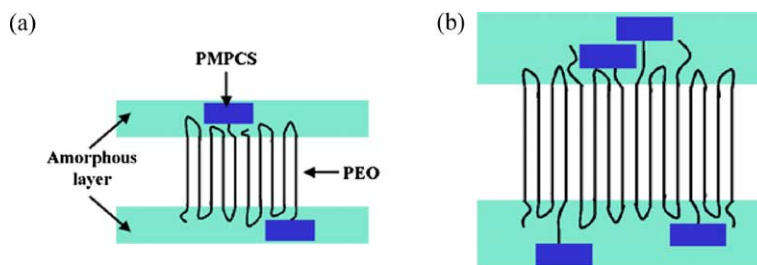 (a)
(b)
PMPCS
Amorphous
layer
PEO